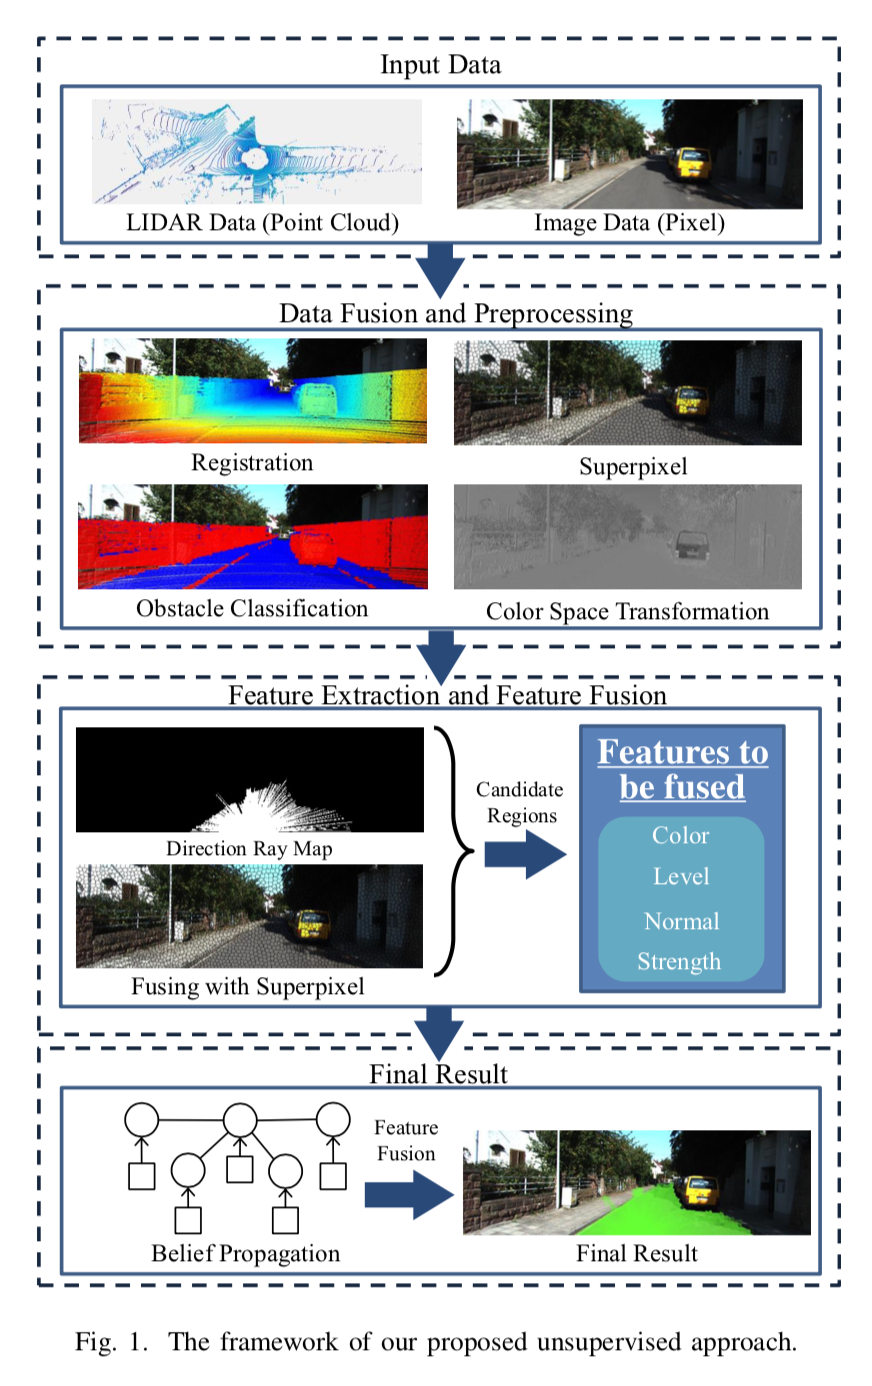 Input Data
LIDAR Data (Point Cloud)
Image Data (Pixel)
Data Fusion and Preprocessing
Registration
Superpixel
Obstacle Classification
Color Space Transformation
Feature Extraction and Feature Fusion
Direction Ray Map
Fusing with Superpixel
Candidate
Regions
Features to
be fused
Color
Level
Normal
Strength
Final Result
Belief Propagation
Feature
Fusion
Final Result
Fig. 1. The framework of our proposed unsupervised approach.